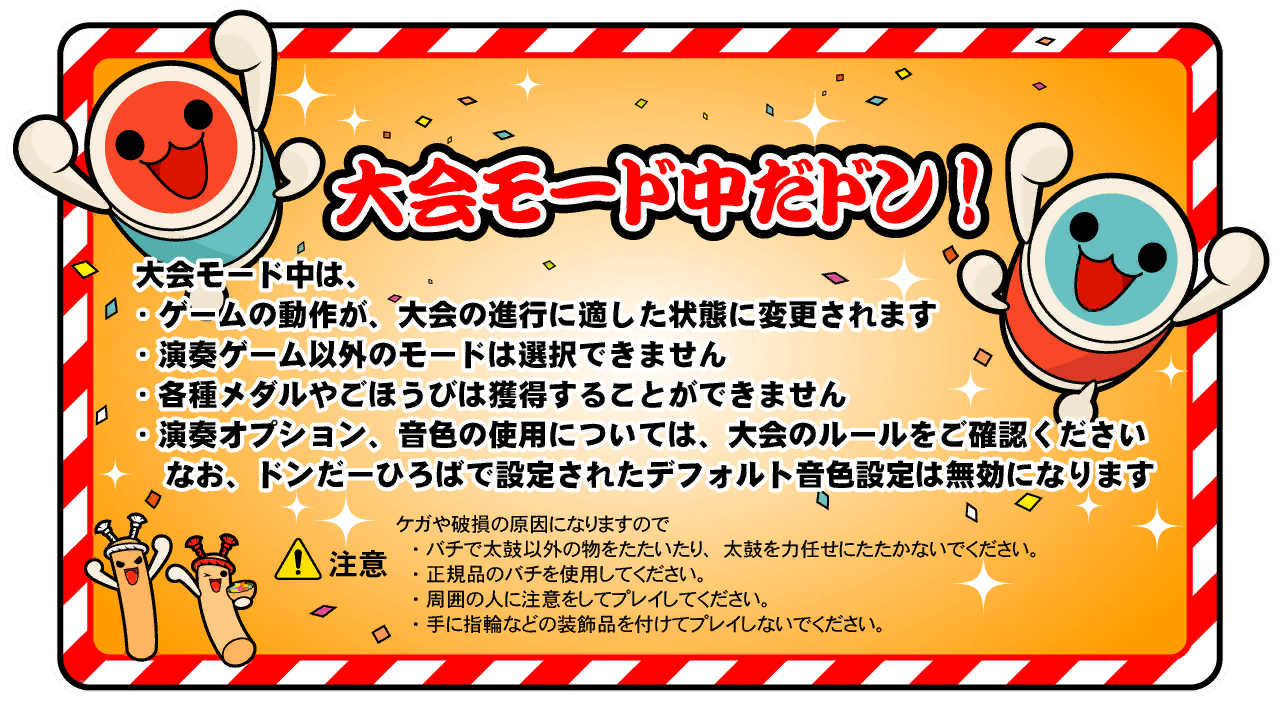 大会モード中だドン！
大会モード中は、
・ゲームの動作が、大会の進行に適した状態に変更されます
・演奏ゲーム以外のモードは選択できません
・各種メダルやごほうびは獲得することができません
・演奏オプション、音色の使用については、大会のルールをご確認ください
なお、ドンだーひろばで設定されたデフォルト音色設定は無効になります
ケガや破損の原因になりますので
・バチで太鼓以外の物をたたいたり、太鼓を力任せにたたかないでください。
注意
・正規品のバチを使用してください。
・周囲の人に注意をしてプレイしてください。
・手に指輪などの装飾品を付けてプレイしないでください。